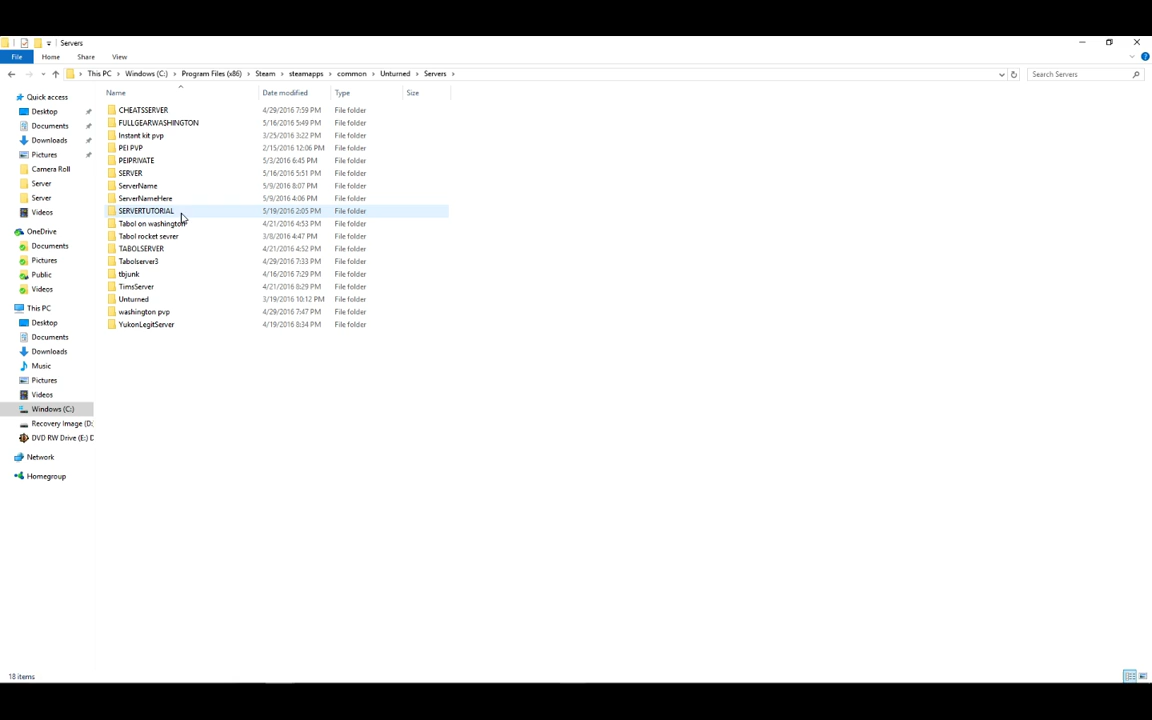 Servers
File Home Share View
This PC Windows (C:) Program Files (x86) Steam steamapps common Unturned Servers
Search Servers
Name Date modified Type Size
Quick access
Desktop
Documents
Downloads
Pictures
Camera Roll
Server
Server
Videos
OneDrive
Documents
Pictures
Public
Videos
This PC
Desktop
Documents
Downloads
Music
Pictures
Videos
Windows (C:)
Recovery Image (D:
DVD RW Drive (E:) D
Network
Homegroup
CHEATSSERVER 4/29/2016 7:59 PM File folder
FULLGEARWASHINGTON 5/16/2016 5:49 PM File folder
Instant kit pvp 3/25/2016 3:22 PM File folder
PEI PVP 2/15/2016 12:06 PM File folder
PEIPRIVATE 5/3/2016 6:45 PM File folder
SERVER 5/16/2016 5:51 PM File folder
ServerName 5/9/2016 8:07 PM File folder
ServerNameHere 5/9/2016 4:06 PM File folder
SERVERTUTORIAL 5/19/2016 2:05 PM File folder
Tabol on washington 4/21/2016 4:53 PM File folder
Tabol rocket sevrer 3/8/2016 4:47 PM File folder
TABOLSERVER 4/21/2016 4:52 PM File folder
Tabolserver3 4/29/2016 7:33 PM File folder
tbjunk 4/16/2016 7:29 PM File folder
TimsServer 4/21/2016 8:29 PM File folder
Unturned 3/19/2016 10:12 PM File folder
washington pvp 4/29/2016 7:47 PM File folder
YukonLegitServer 4/19/2016 8:34 PM File folder
18 items